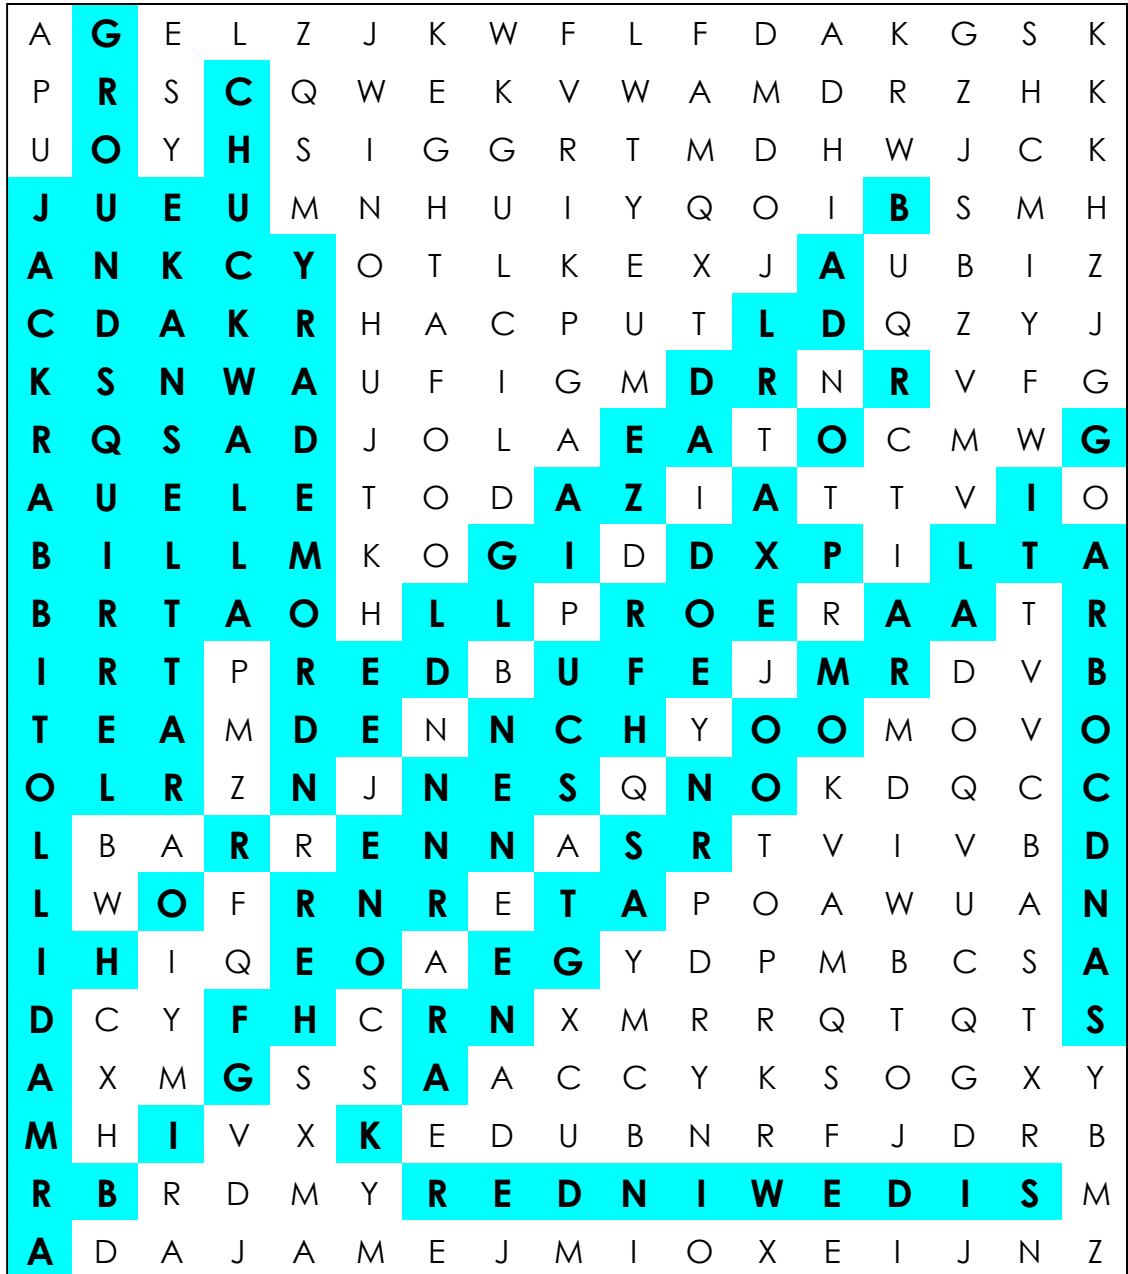 A G E L Z J K W F L F D A K G S K
P R S C Q W E K V W A M D R Z H K
U O Y H S I G G R T M D H W J C K
J U E U M N H U I Y Q O I B S M H
A N K C Y O T L K E X J A U B I Z
C D A K R H A C P U T L D Q Z Y J
K S N W A U F I G M D R N R V F G
R Q S A D J O L A E A T O C M W G
A U E L E T O D A Z I A T T V I O
B I L L M K O G I D D X P I L T A
B R T A O H L L P R O E R A A T R
I R T P R E D B U F E J M R D V B
T E A M D E N N C H Y O O M O V O
O L R Z N J N E S Q N O K D Q C C
L B A R R E N N A S R T V I V B D
L W O F R N R E T A P O A W U A N
I H I Q E O A E G Y D P M B C S A
D C Y F H C R N X M R R Q T Q T S
A X M G S S A A C C Y K S O G X Y
M H I V X K E D U B N R F J D R B
R B R D M Y R E D N I W E D I S M
A D A J A M E J M I O X E I J N Z